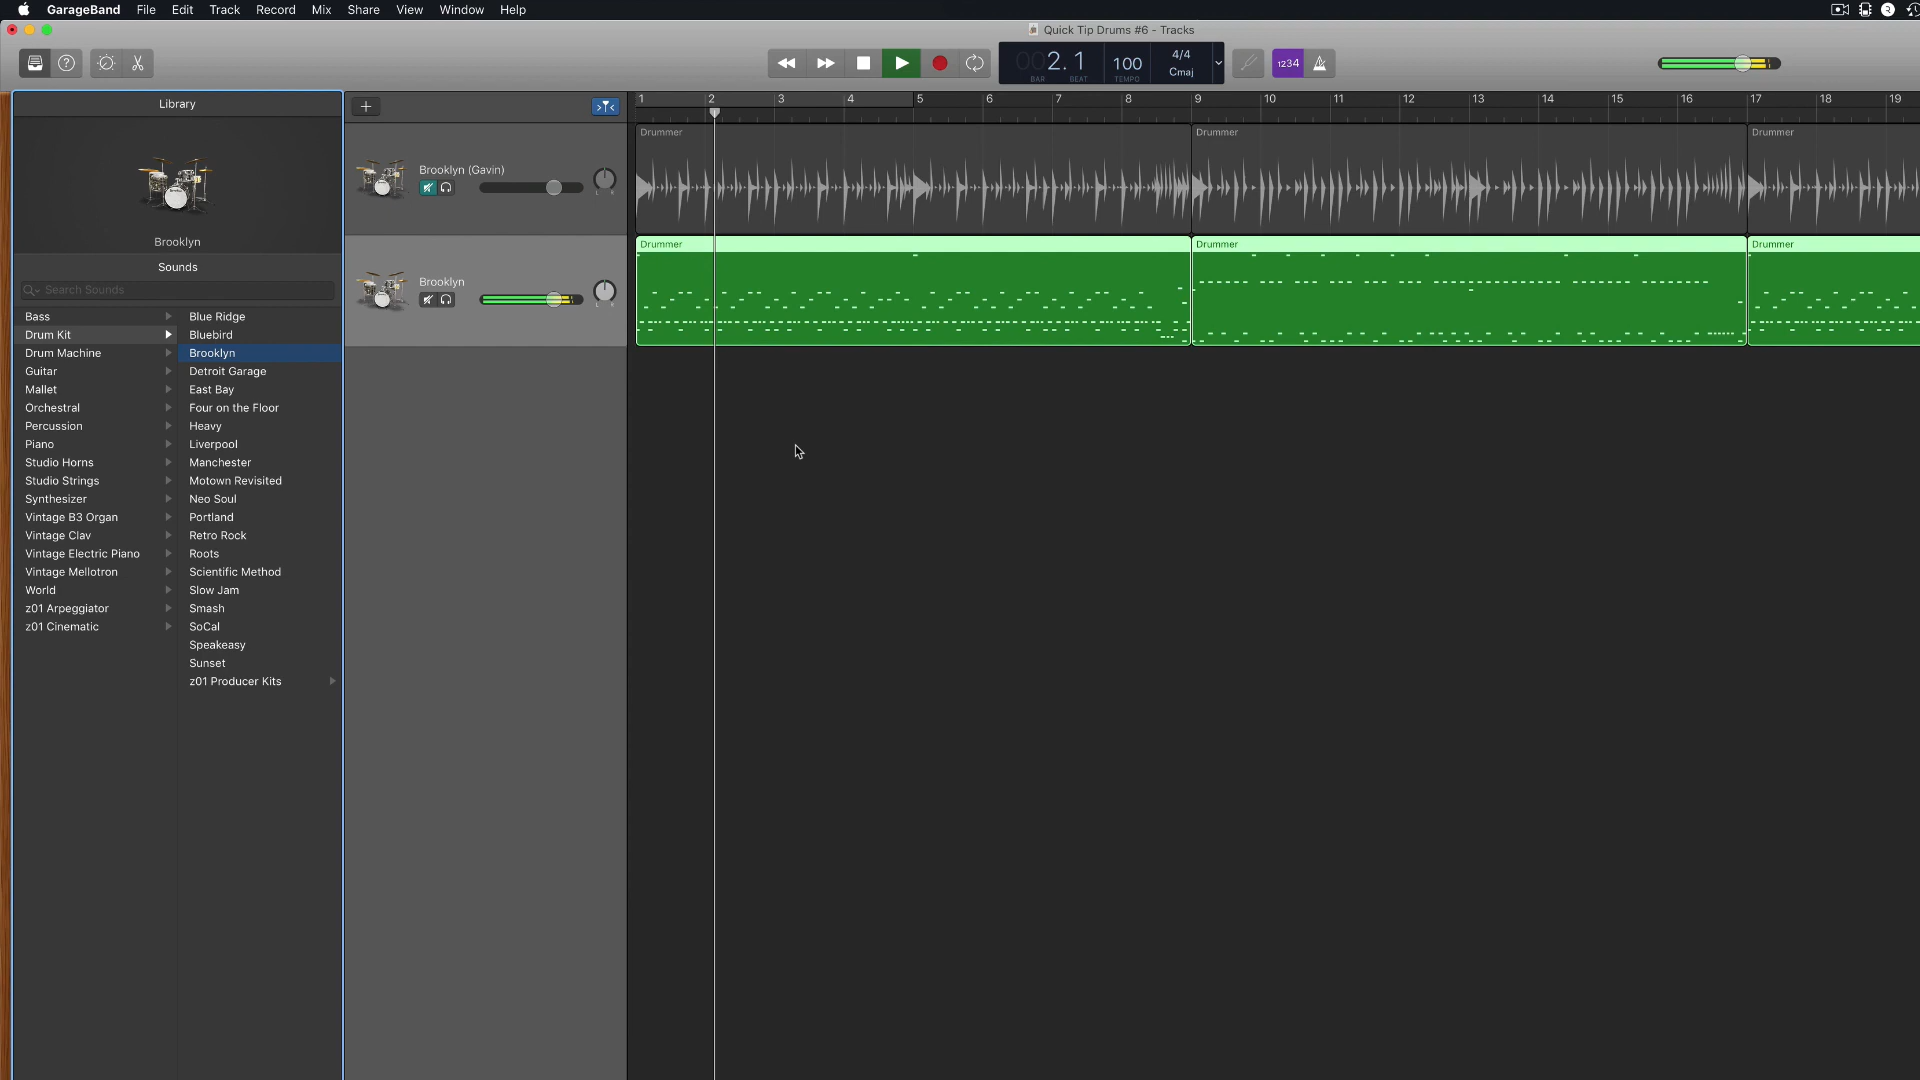 GarageBand File Edit Track Record Mix Share View Window Help
Quick Tip Drums #6 - Tracks
002.1 100 4/4
Cmaj
BAR BEAT TEMPO
1234
Library
1 2 3 4 5 6 7 8 9 10 11 12 13 14 15 16 17 18 19
Drummer Drummer Drummer
Brooklyn (Gavin)
L R
Brooklyn
Drummer Drummer Drummer
Brooklyn
L R
Sounds
Search Sounds
Bass
Drum Kit
Drum Machine
Guitar
Mallet
Orchestral
Percussion
Piano
Studio Horns
Studio Strings
Synthesizer
Vintage B3 Organ
Vintage Clav
Vintage Electric Piano
Vintage Mellotron
World
z01 Arpeggiator
z01 Cinematic
Blue Ridge
Bluebird
Brooklyn
Detroit Garage
East Bay
Four on the Floor
Heavy
Liverpool
Manchester
Motown Revisited
Neo Soul
Portland
Retro Rock
Roots
Scientific Method
Slow Jam
Smash
SoCal
Speakeasy
Sunset
z01 Producer Kits